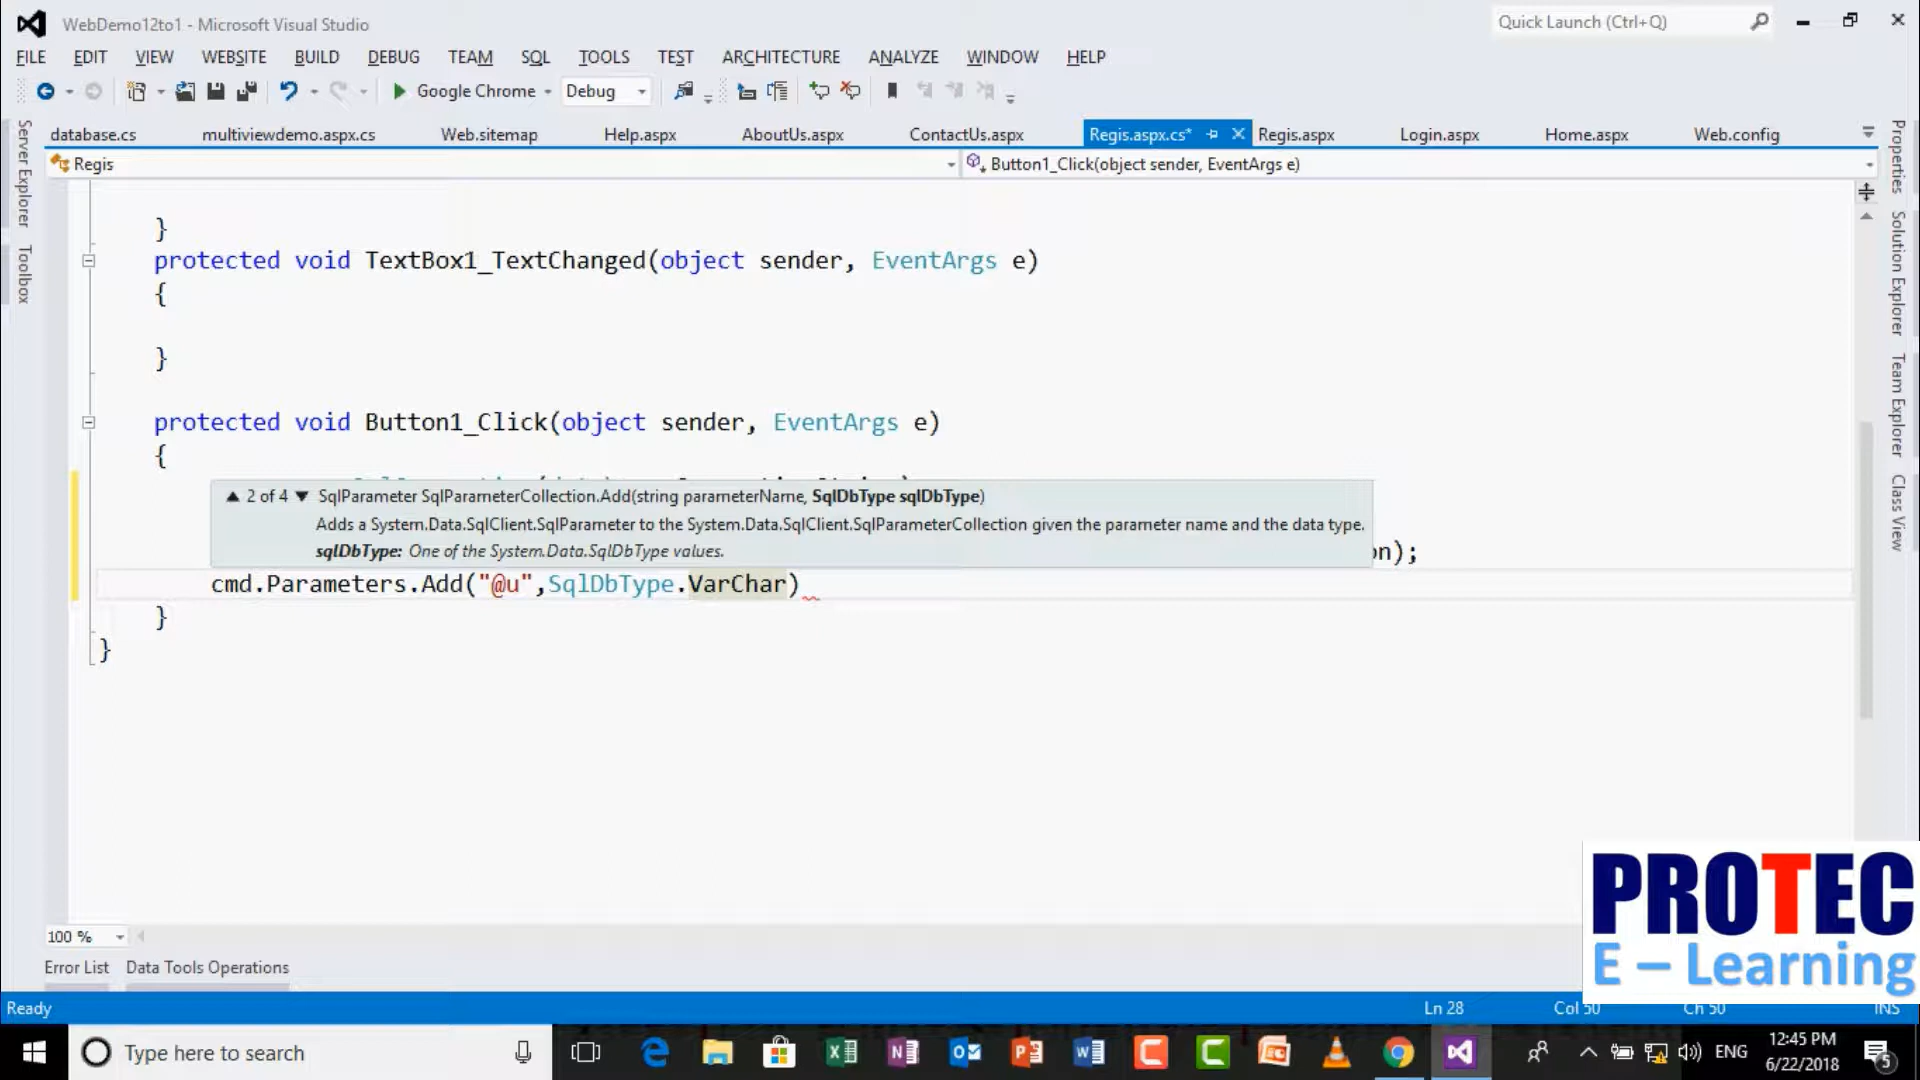 WebDemo12to1 - Microsoft Visual Studio
Quick Launch (Ctrl+Q)
FILE EDIT VIEW WEBSITE BUILD DEBUG TEAM SQL TOOLS TEST ARCHITECTURE ANALYZE WINDOW HELP
Google Chrome Debug
database.cs multiviewdemo.aspx.cs Web.sitemap Help.aspx AboutUs.aspx ContactUs.aspx Regis.aspx.cs* Regis.aspx Login.aspx Home.aspx Web.config
Regis Button1_Click(object sender, EventArgs e)
Server Explorer
Toolbox
Properties
Solution Explorer
Team Explorer
Class View
}
protected void TextBox1_TextChanged(object sender, EventArgs e)
{
}
protected void Button1_Click(object sender, EventArgs e)
{
2 of 4 SqlParameter SqlParameterCollection.Add(string parameterName, SqlDbType sqlDbType)
Adds a System.Data.SqlClient.SqlParameter to the System.Data.SqlClient.SqlParameterCollection given the parameter name and the data type.
sqlDbType: One of the System.Data.SqlDbType values.
on);
cmd.Parameters.Add("@u",SqlDbType.VarChar)
}
}
PROTEC
E – Learning
100 %
Error List Data Tools Operations
Ready Ln 28 Col 50 Ch 50 INS
Type here to search
ENG
12:45 PM
6/22/2018
5